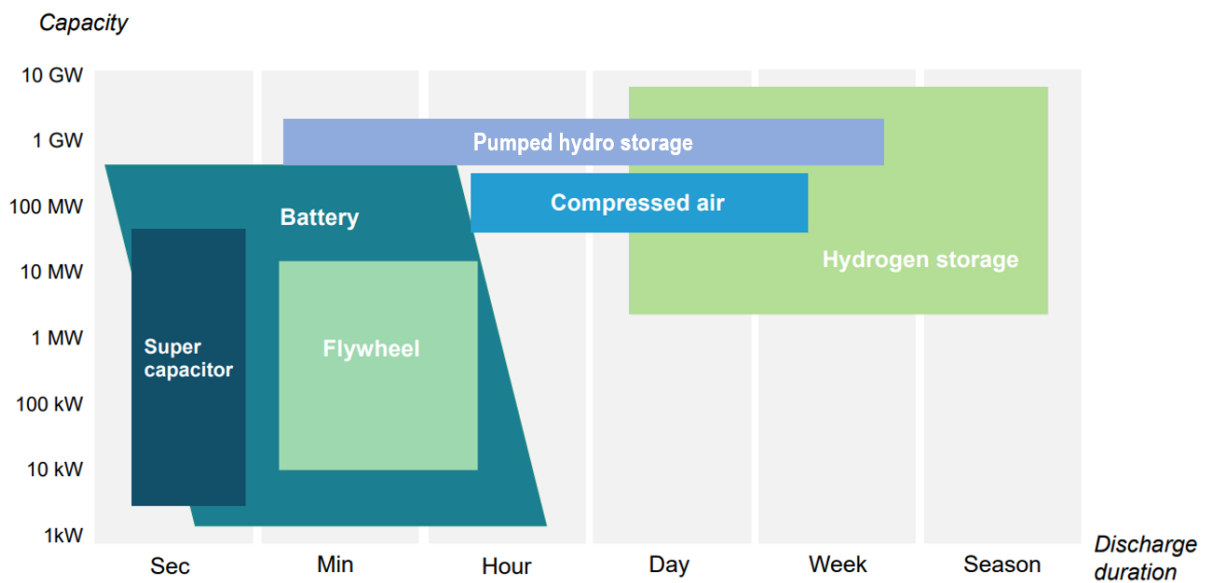 Capacity
10 GW
1 GW
100 MW
10 MW
1 MW
100 kW
10 kW
1kW
Pumped hydro storage
Compressed air
Battery
Hydrogen storage
Super
capacitor
Flywheel
Sec
Min
Hour
Day
Week
Season
Discharge
duration